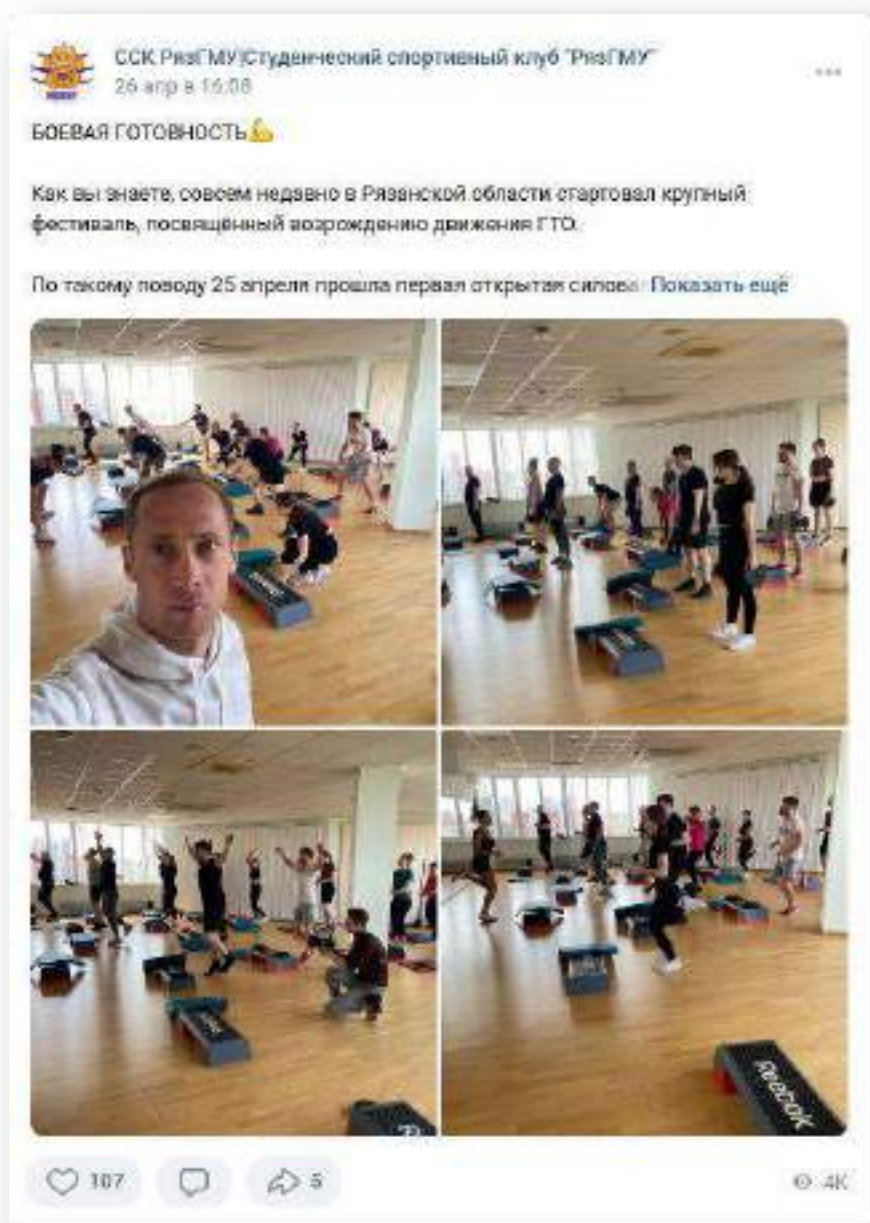 ССК РязГМУ|Студенческий спортивный клуб "РязГМУ"
26 апр в 16:08
БОЕВАЯ ГОТОВНОСТЬ💪
Как вы знаете, совсем недавно в Рязанской области стартовал крупный
фестиваль, посвящённый возрождению движения ГТО.
По такому поводу 25 апреля прошла первая открытая силова Показать ещё
Reebok
Reebok
107
5
4K